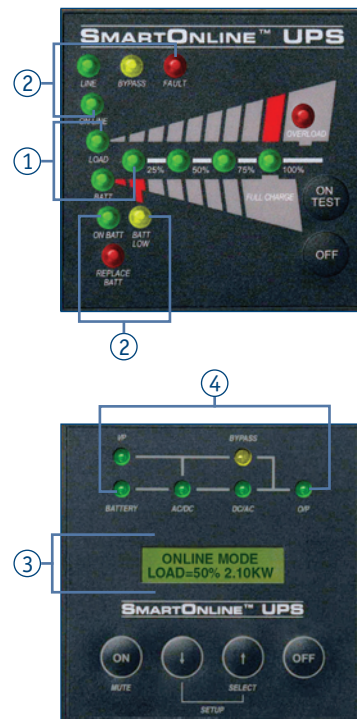 SMARTONLINE™ UPS
2
LINE
BYPASS
FAULT
ON LINE
OVERLOAD
1
LOAD
25% 50% 75% 100%
BATT
FULL CHARGE
ON
TEST
ON BATT
BATT
LOW
OFF
REPLACE
BATT
2
4
I/P
BYPASS
BATTERY
AC/DC
DC/AC
O/P
3
ONLINE MODE
LOAD=50% 2.10KW
SMARTONLINE™ UPS
ON
↓
↑
OFF
MUTE
SELECT
SETUP